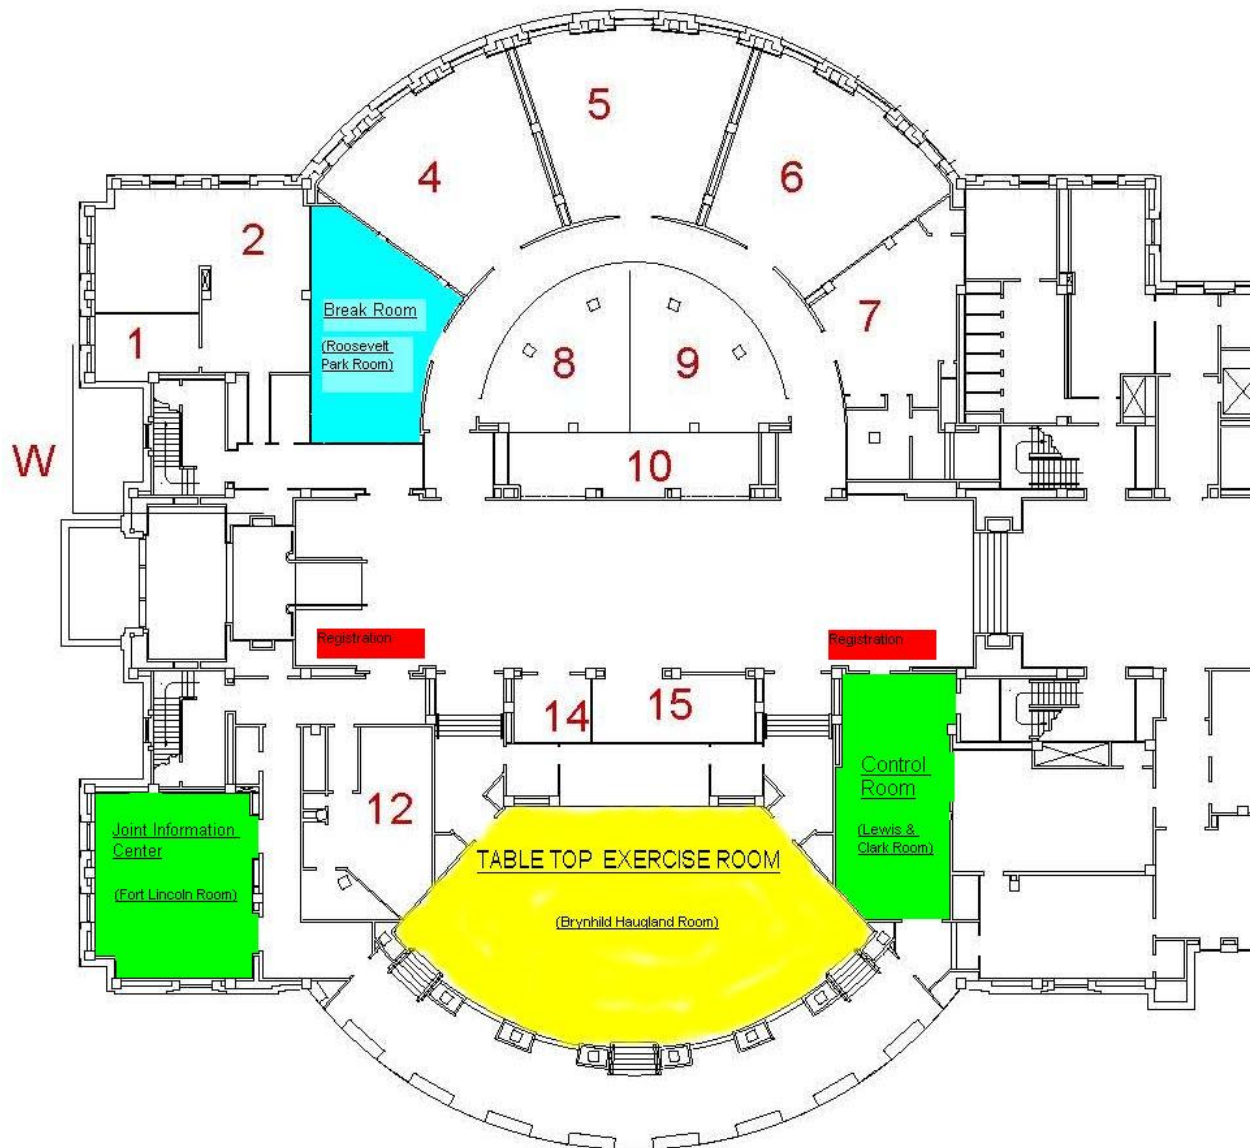 5
4
6
2
Break Room
(Roosevelt
Park Room)
1
7
8
9
W
10
Registration
Registration
14
15
12
Control
Room
(Lewis &
Clark Room)
Joint Information
Center
(Fort Lincoln Room)
TABLE TOP EXERCISE ROOM
(Brynhild Haugland Room)